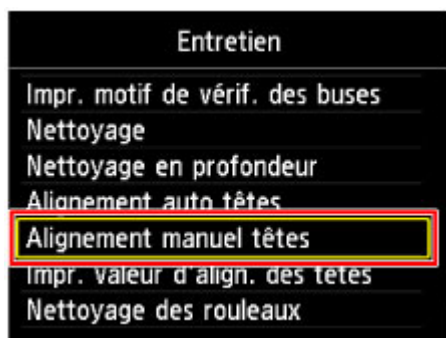 Entretien
Impr. motif de vérif. des buses
Nettoyage
Nettoyage en profondeur
Alignement auto têtes
Alignement manuel têtes
Impr. valeur d'align. des têtes
Nettoyage des rouleaux